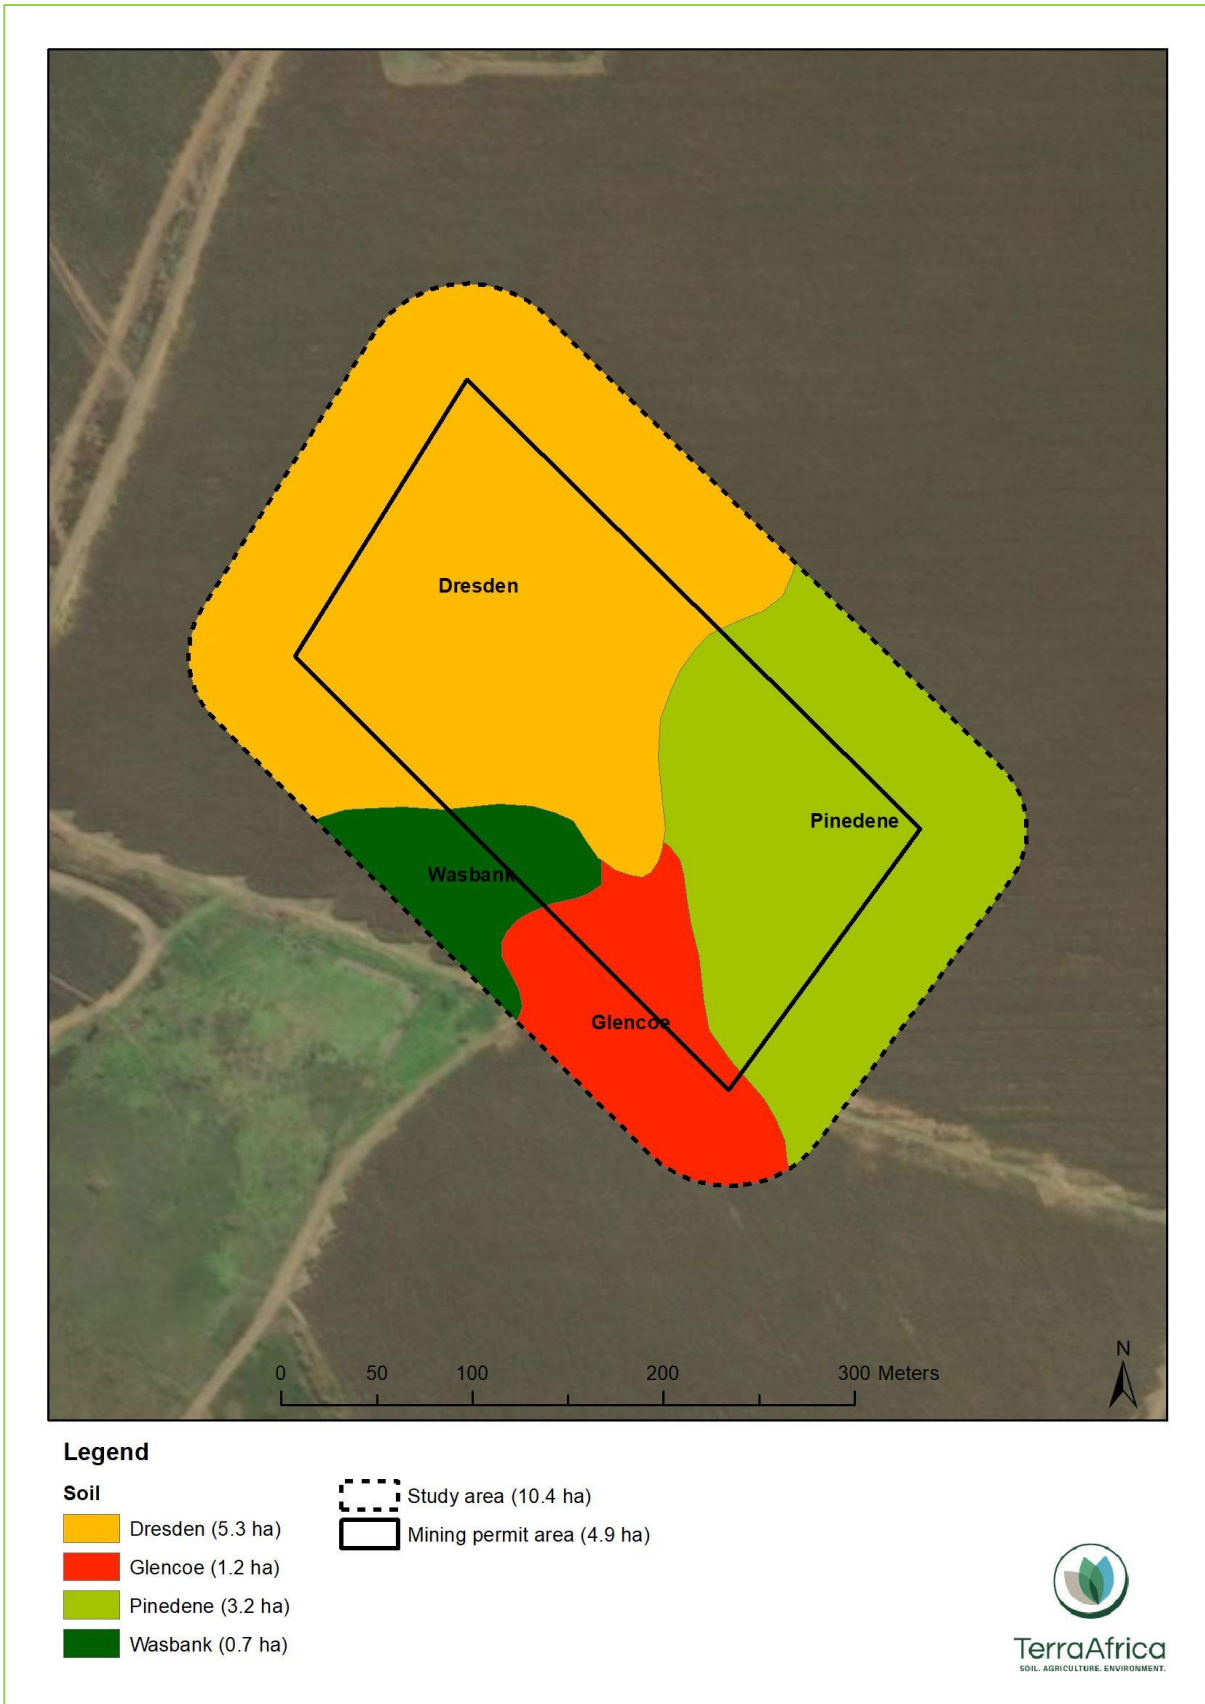 Dresden
Pinedene
Wasbank
Glencoe
N
0 50 100 200 300 Meters
Legend
Soil
Dresden (5.3 ha)
Glencoe (1.2 ha)
Pinedene (3.2 ha)
Wasbank (0.7 ha)
Study area (10.4 ha)
Mining permit area (4.9 ha)
TerraAfrica
SOIL. AGRICULTURE. ENVIRONMENT.